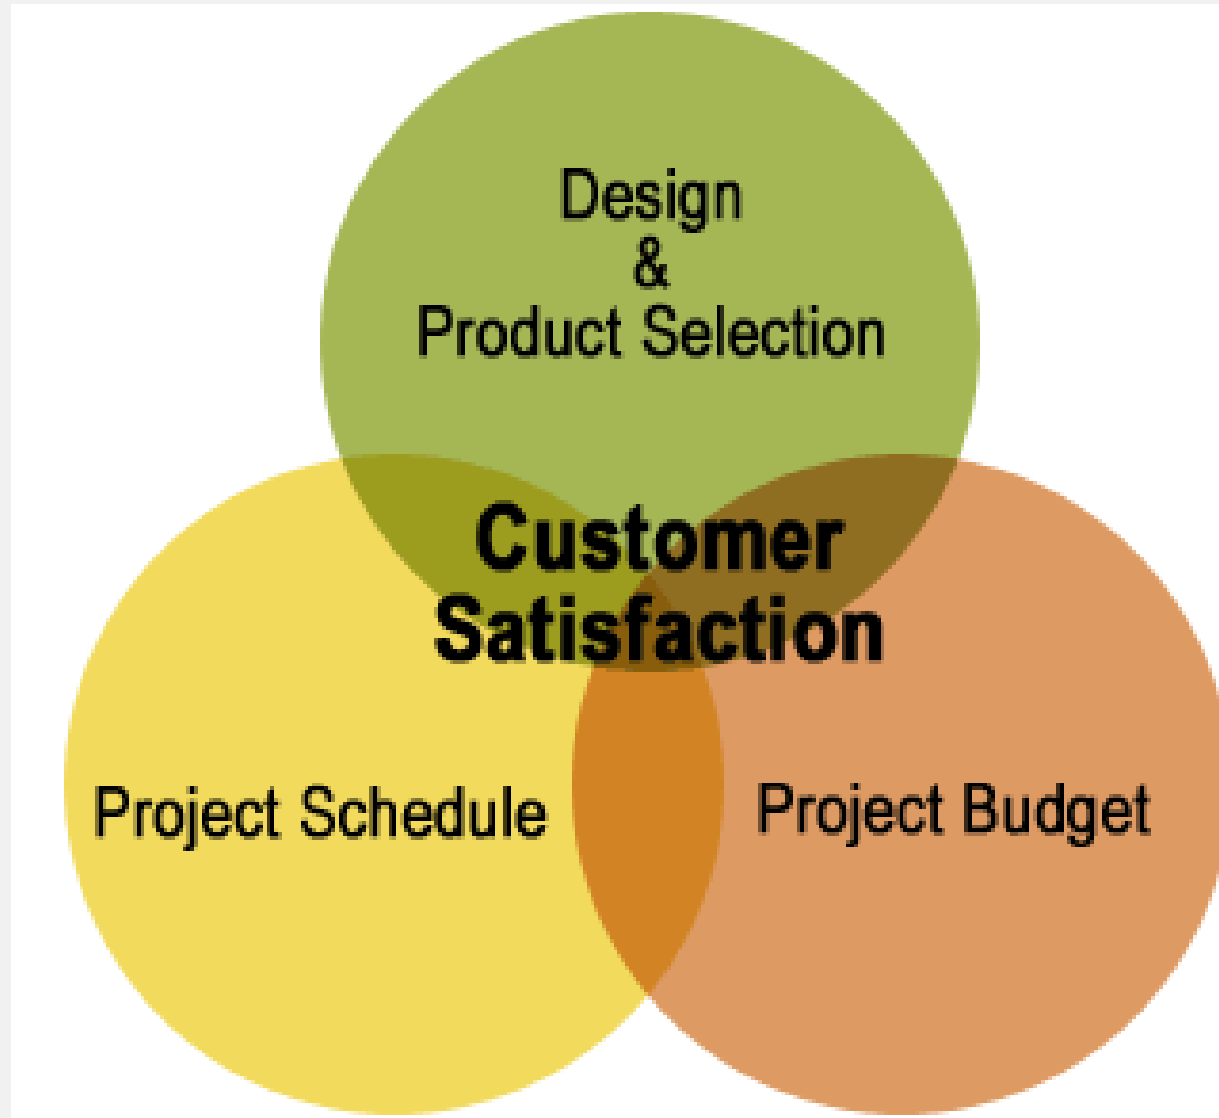 Design
&
Product Selection
Customer
Satisfaction
Project Schedule
Project Budget